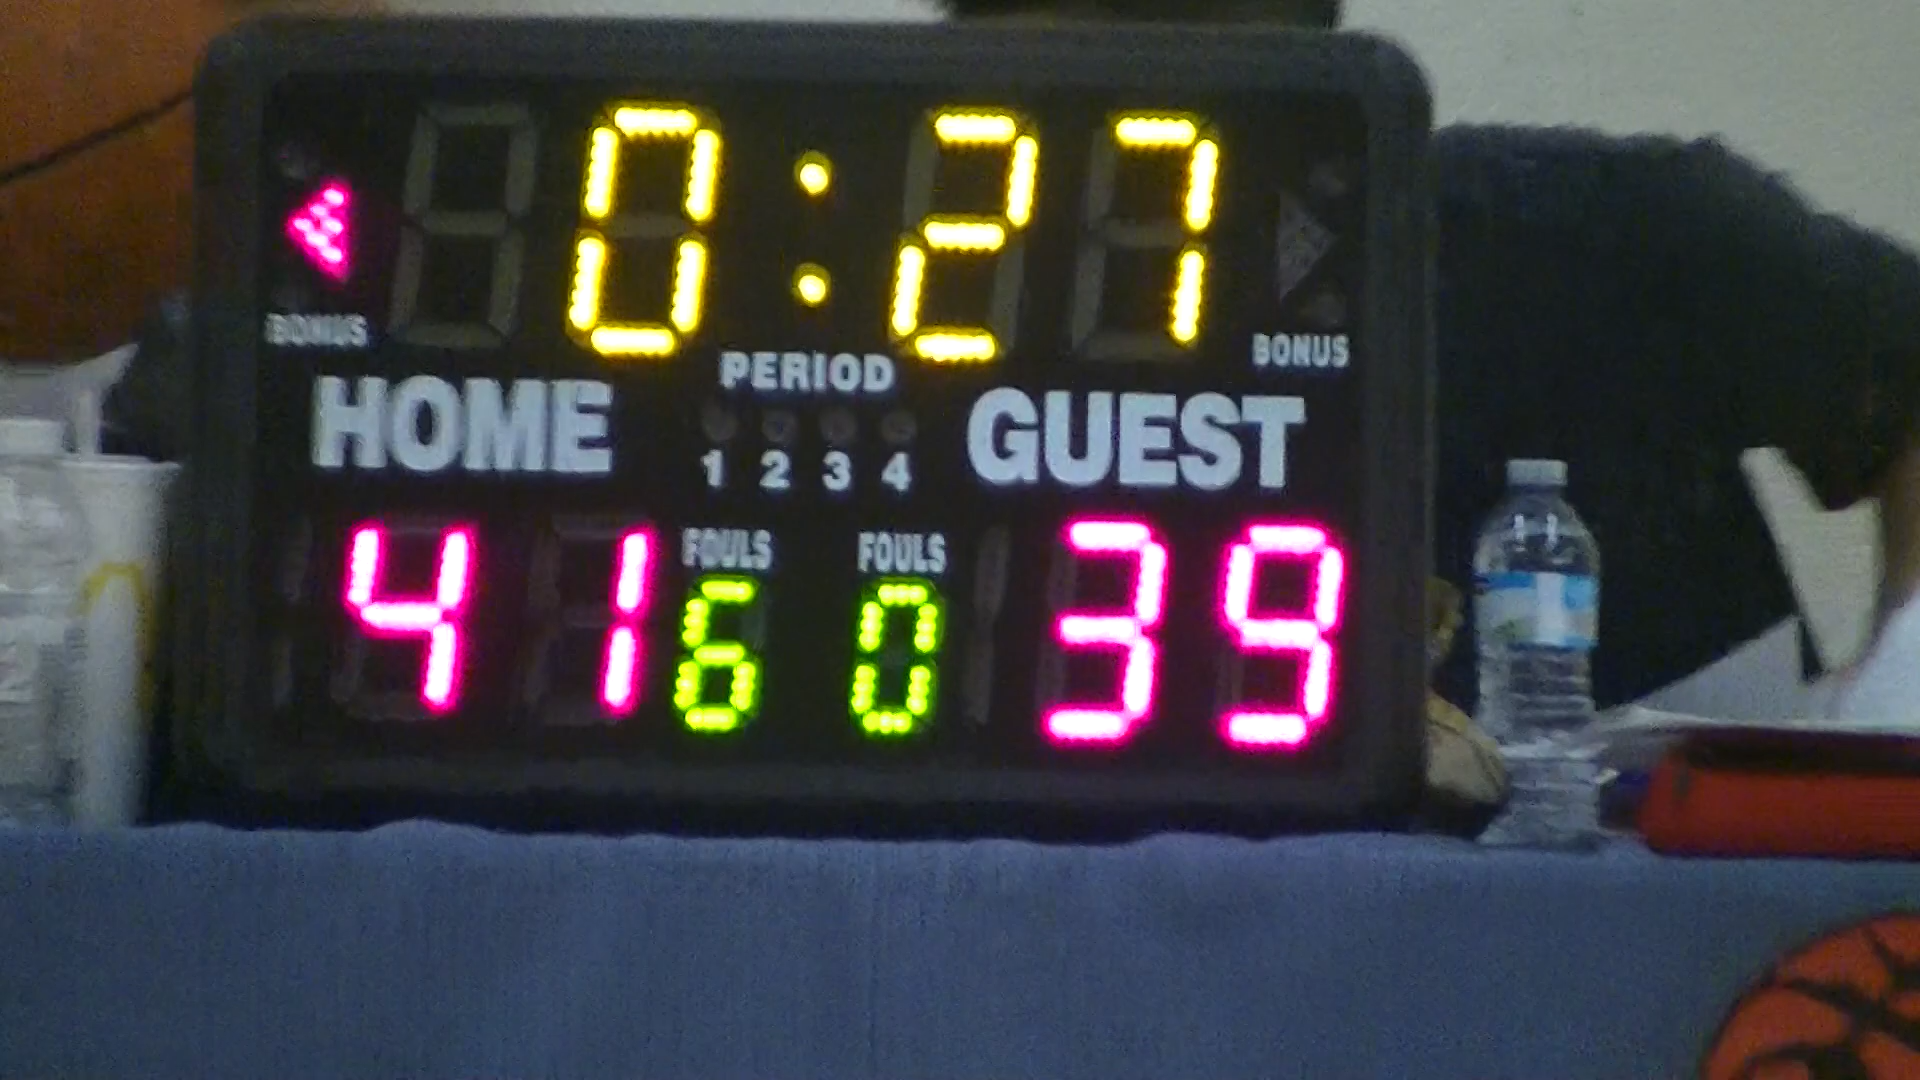 0:27
BONUS BONUS
PERIOD
HOME GUEST
1 2 3 4
FOULS FOULS
41 6 0 39